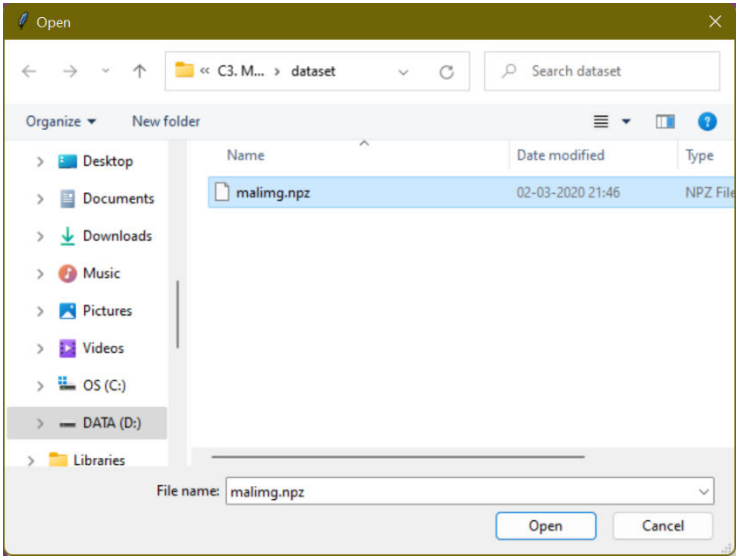 Open
« C3. M... > dataset
Search dataset
Organize
New folder
Name
Date modified
Type
malimg.npz
02-03-2020 21:46
NPZ File
Desktop
Documents
Downloads
Music
Pictures
Videos
OS (C:)
DATA (D:)
Libraries
File name:
malimg.npz
Open
Cancel